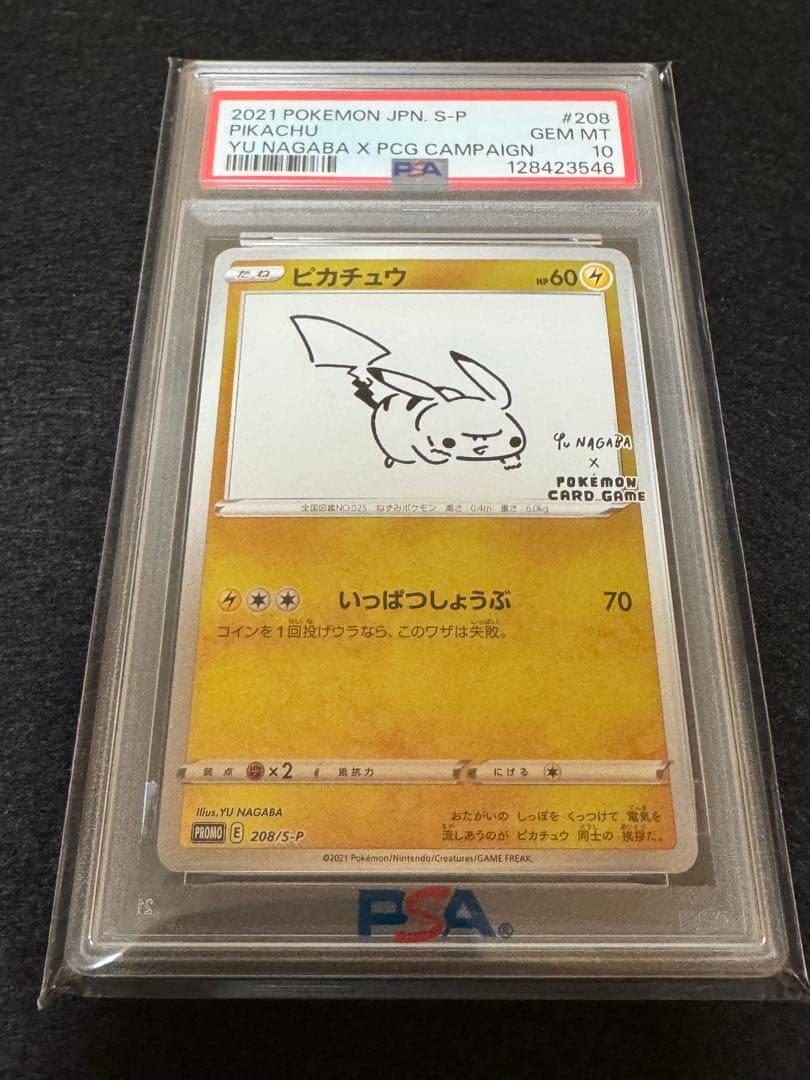 2021 POKEMON JPN. S-P #208
PIKACHU GEM MT
YU NAGABA X PCG CAMPAIGN 10
PSA 128423546
たね ピカチュウ HP60
YU NAGABA
×
POKÉMON
CARD GAME
全国図鑑NO.025 ねずみポケモン 高さ:0.4m 重さ:6.0kg
いっぱつしょうぶ 70
コインを1回投げウラなら、このワザは失敗。
弱点 ×2 抵抗力 にげる
Illus.YU NAGABA
おたがいの しっぽを くっつけて 電気を
PROMO E 208/S-P 流しあうのが ピカチュウ 同士の 挨拶だ。
©2021 Pokémon/Nintendo/Creatures/GAME FREAK.
PSA®